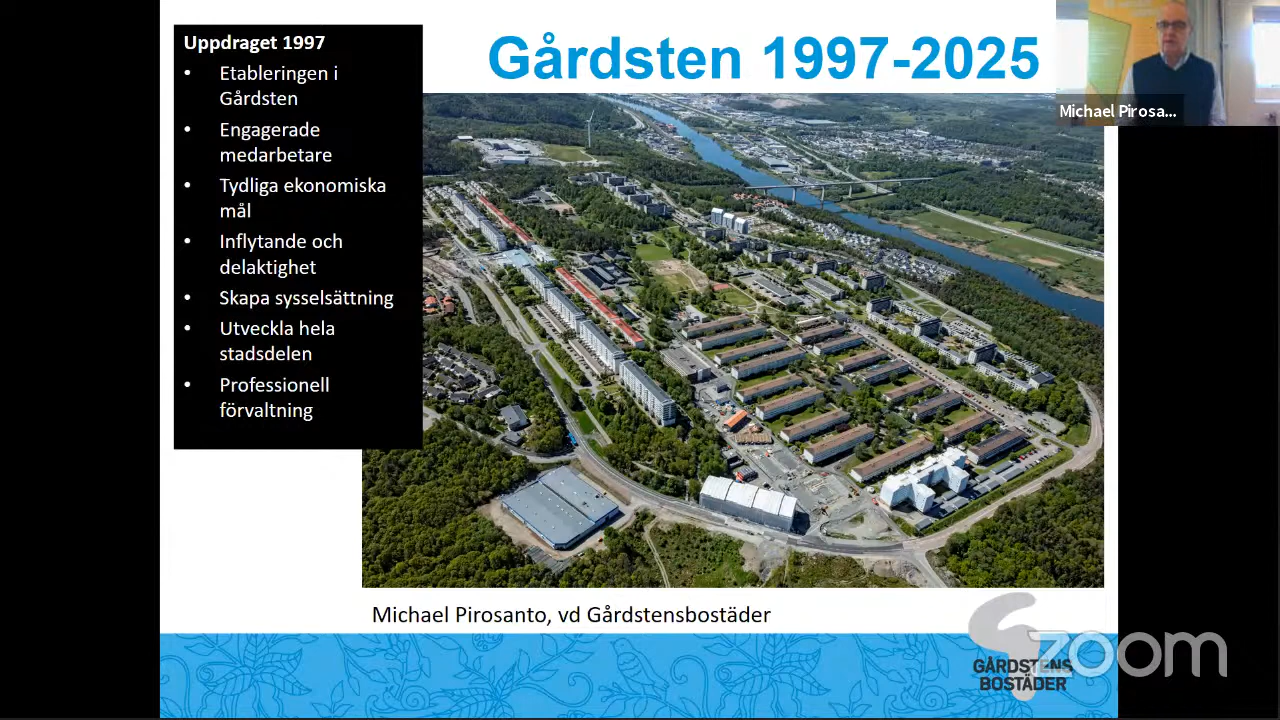 Uppdraget 1997
• Etableringen i
Gårdsten
• Engagerade
medarbetare
• Tydliga ekonomiska
mål
• Inflytande och
delaktighet
• Skapa sysselsättning
• Utveckla hela
stadsdelen
• Professionell
förvaltning
Gårdsten 1997-2025
Michael Pirosa...
Michael Pirosanto, vd Gårdstensbostäder
GÅRDSTENS
BOSTÄDER
zoom